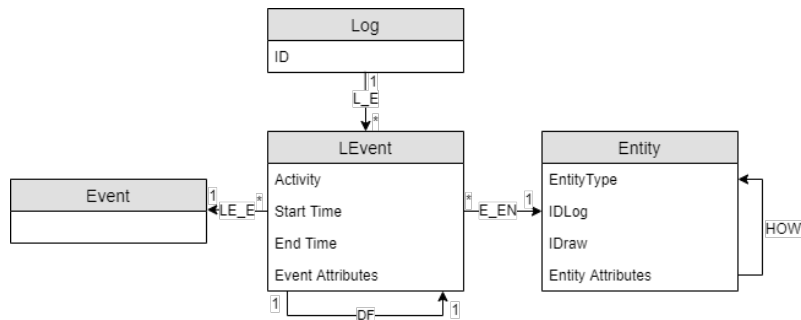 Log
ID
1
L_E
*
LEvent
Activity
Start Time
End Time
Event Attributes
Event
1
LE_E
*
*
E_EN
1
Entity
EntityType
IDLog
IDraw
Entity Attributes
HOW
1
DF
1